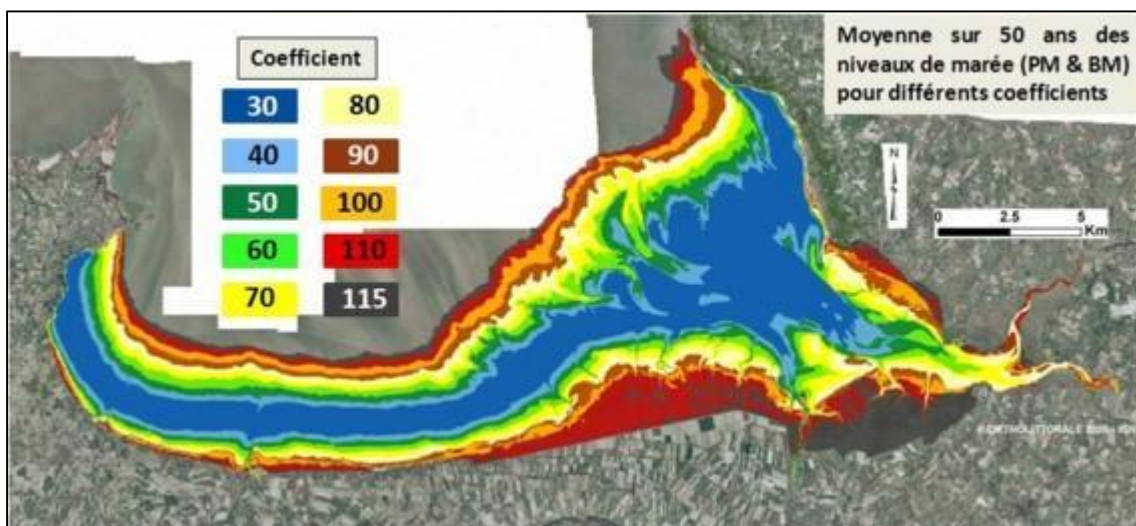 Moyenne sur 50 ans des
niveaux de marée (PM & BM)
pour différents coefficients
Coefficient
30 80
40 90
50 100
60 110
70 115
N
0 2.5 5
Km